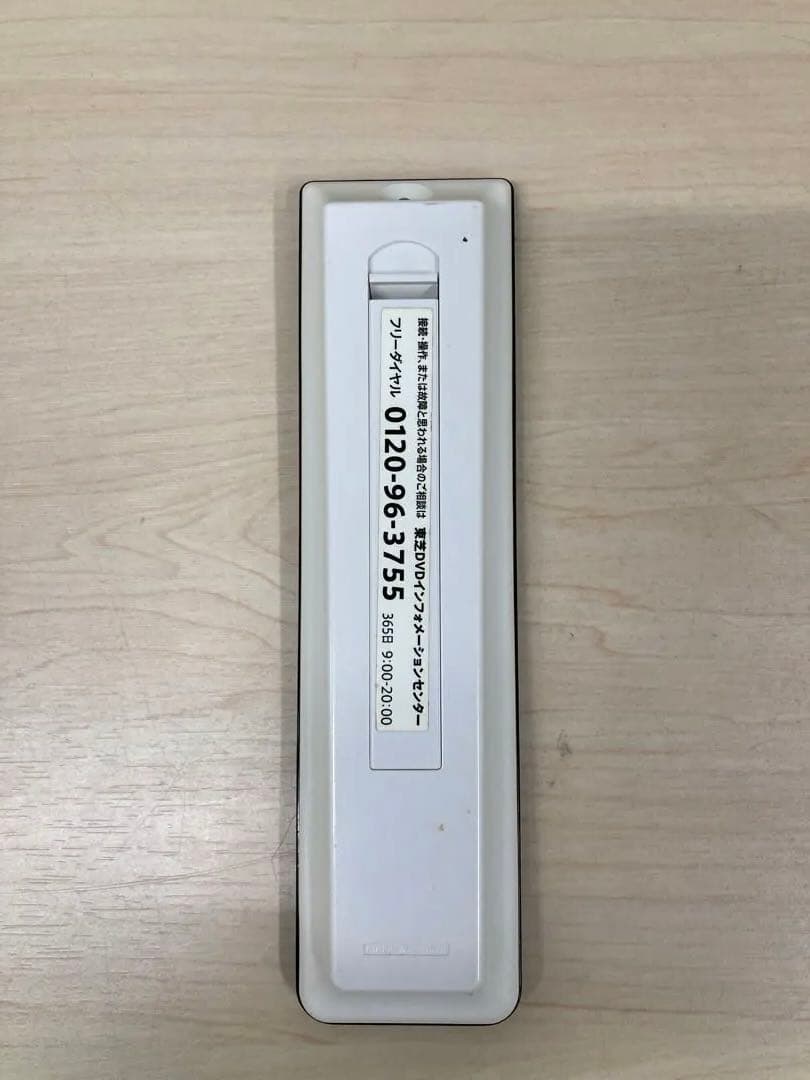 接続・操作、または故障と思われる場合のご相談は 東芝DVDインフォメーションセンター
フリーダイヤル 0120-96-3755 365日 9:00-20:00